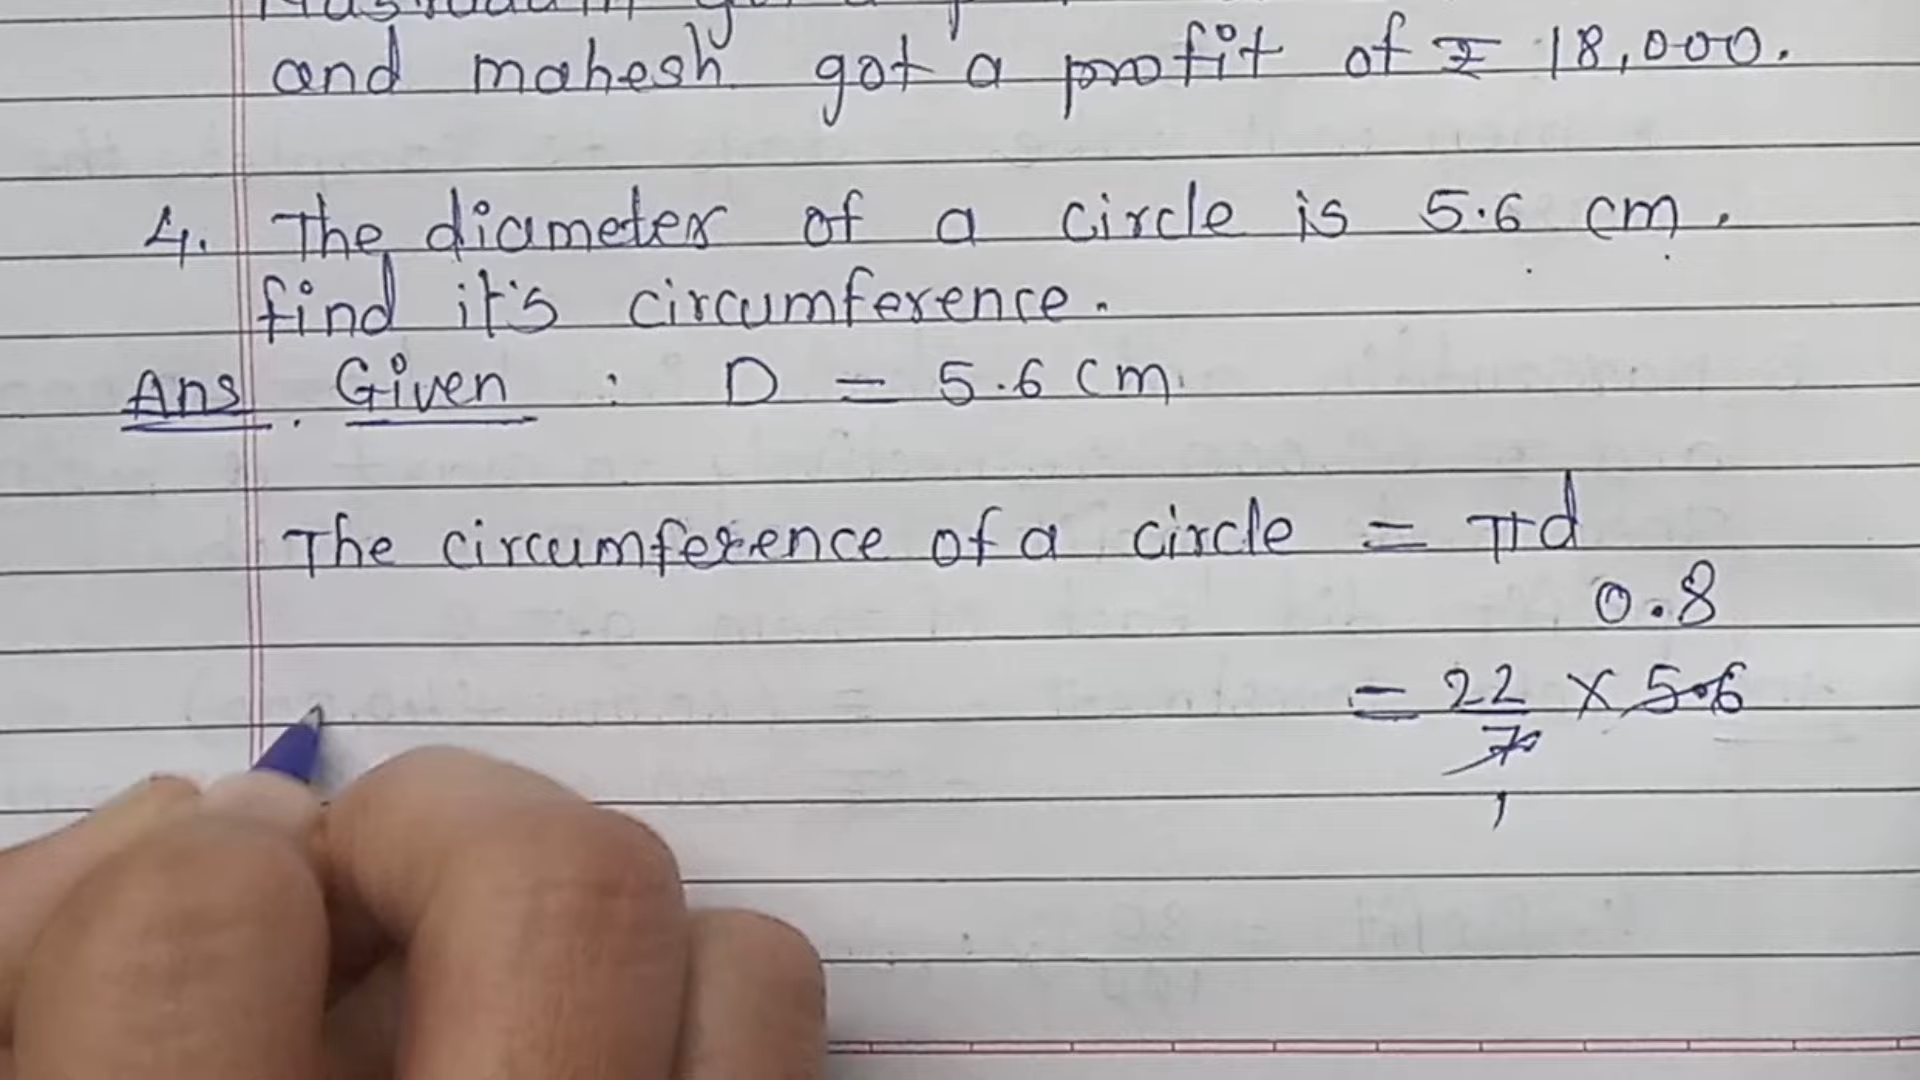 and mahesh got a profit of ₹ 18,000.
4. The diameter of a circle is 5.6 cm.
find it's circumference.
Ans. Given : D = 5.6 cm.
The circumference of a circle = πd
0.8
= 22/7 × 5.6
1